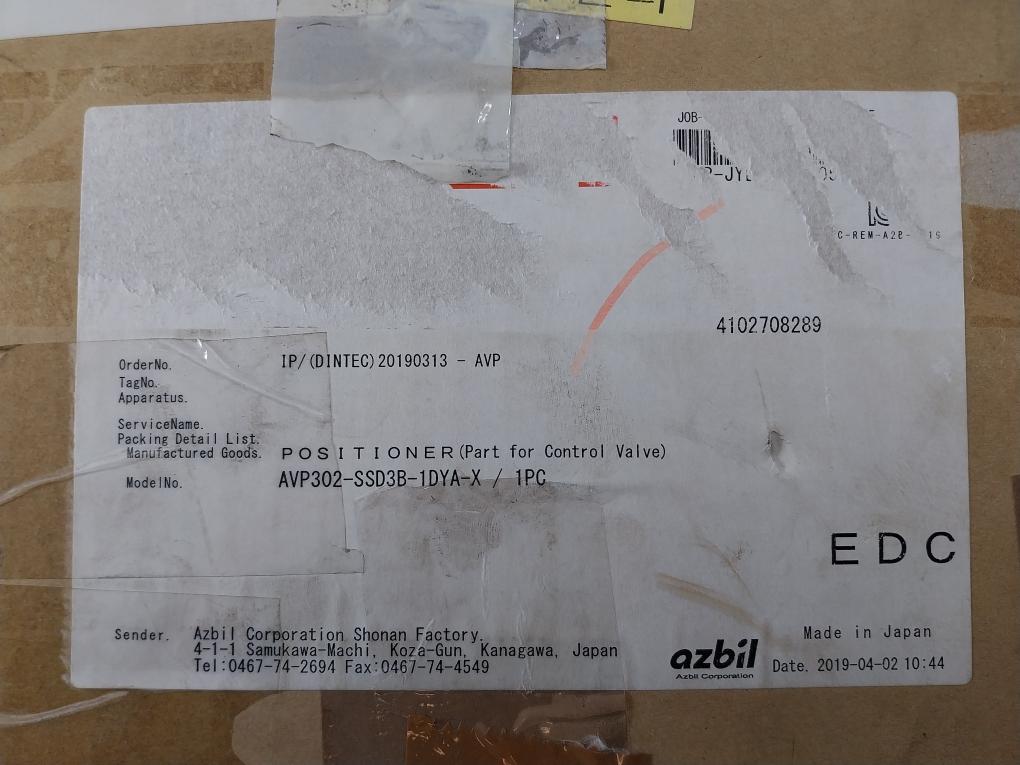 JOB-
4102708289
OrderNo. IP/(DINTEC)20190313 - AVP
TagNo.
Apparatus.
ServiceName.
Packing Detail List.
Manufactured Goods. POSITIONER(Part for Control Valve)
ModelNo. AVP302-SSD3B-1DYA-X / 1PC
EDC
Sender. Azbil Corporation Shonan Factory.
4-1-1 Samukawa-Machi, Koza-Gun, Kanagawa, Japan
Tel:0467-74-2694 Fax:0467-74-4549
azbil
Azbil Corporation
Made in Japan
Date. 2019-04-02 10:44